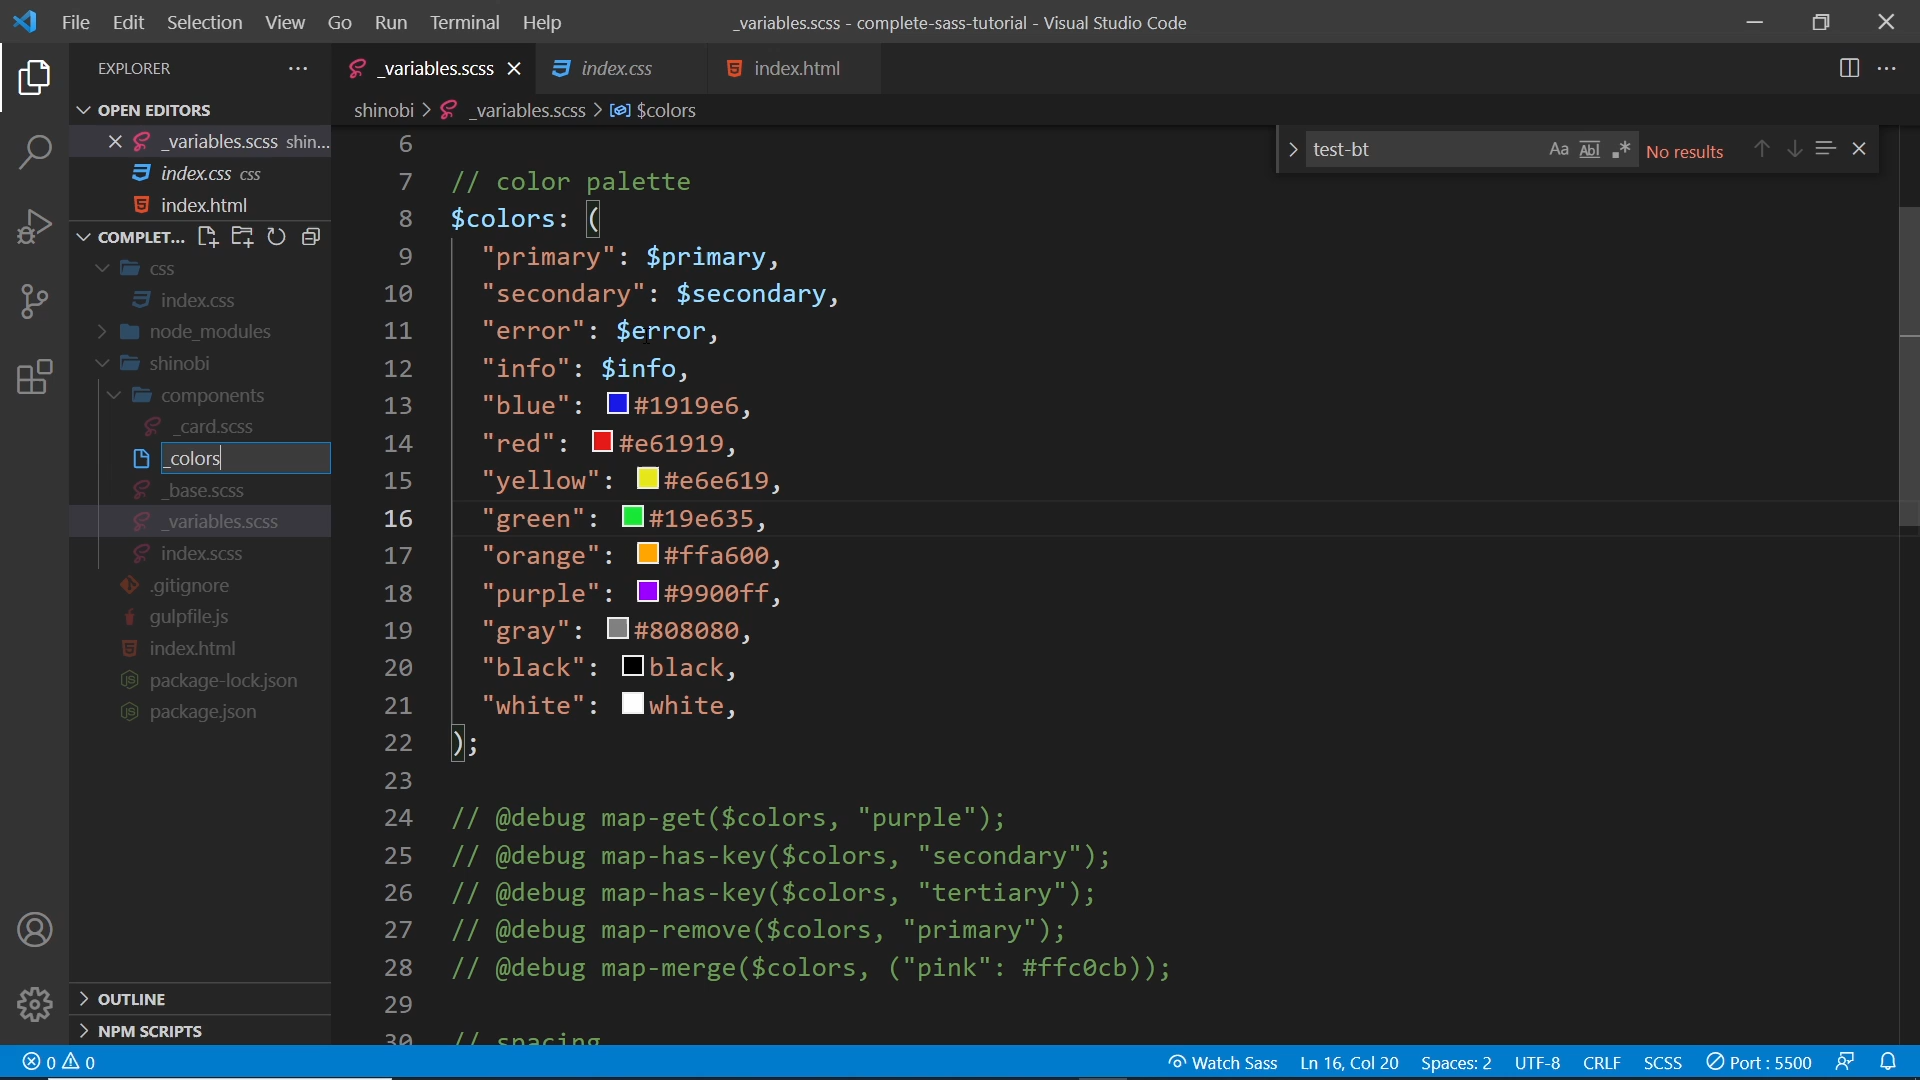 File Edit Selection View Go Run Terminal Help
_variables.scss - complete-sass-tutorial - Visual Studio Code
EXPLORER
OPEN EDITORS
_variables.scss shin...
index.css css
index.html
COMPLET...
css
index.css
node_modules
shinobi
components
_card.scss
_colors
_base.scss
_variables.scss
index.scss
.gitignore
gulpfile.js
index.html
package-lock.json
package.json
OUTLINE
NPM SCRIPTS
_variables.scss
index.css
index.html
shinobi > _variables.scss > $colors
test-bt Aa Abl .* No results
6
7 // color palette
8 $colors: (
9 "primary": $primary,
10 "secondary": $secondary,
11 "error": $error,
12 "info": $info,
13 "blue": #1919e6,
14 "red": #e61919,
15 "yellow": #e6e619,
16 "green": #19e635,
17 "orange": #ffa600,
18 "purple": #9900ff,
19 "gray": #808080,
20 "black": black,
21 "white": white,
22 );
23
24 // @debug map-get($colors, "purple");
25 // @debug map-has-key($colors, "secondary");
26 // @debug map-has-key($colors, "tertiary");
27 // @debug map-remove($colors, "primary");
28 // @debug map-merge($colors, ("pink": #ffc0cb));
29
30 // spacing
0 0 Watch Sass Ln 16, Col 20 Spaces: 2 UTF-8 CRLF SCSS Port : 5500